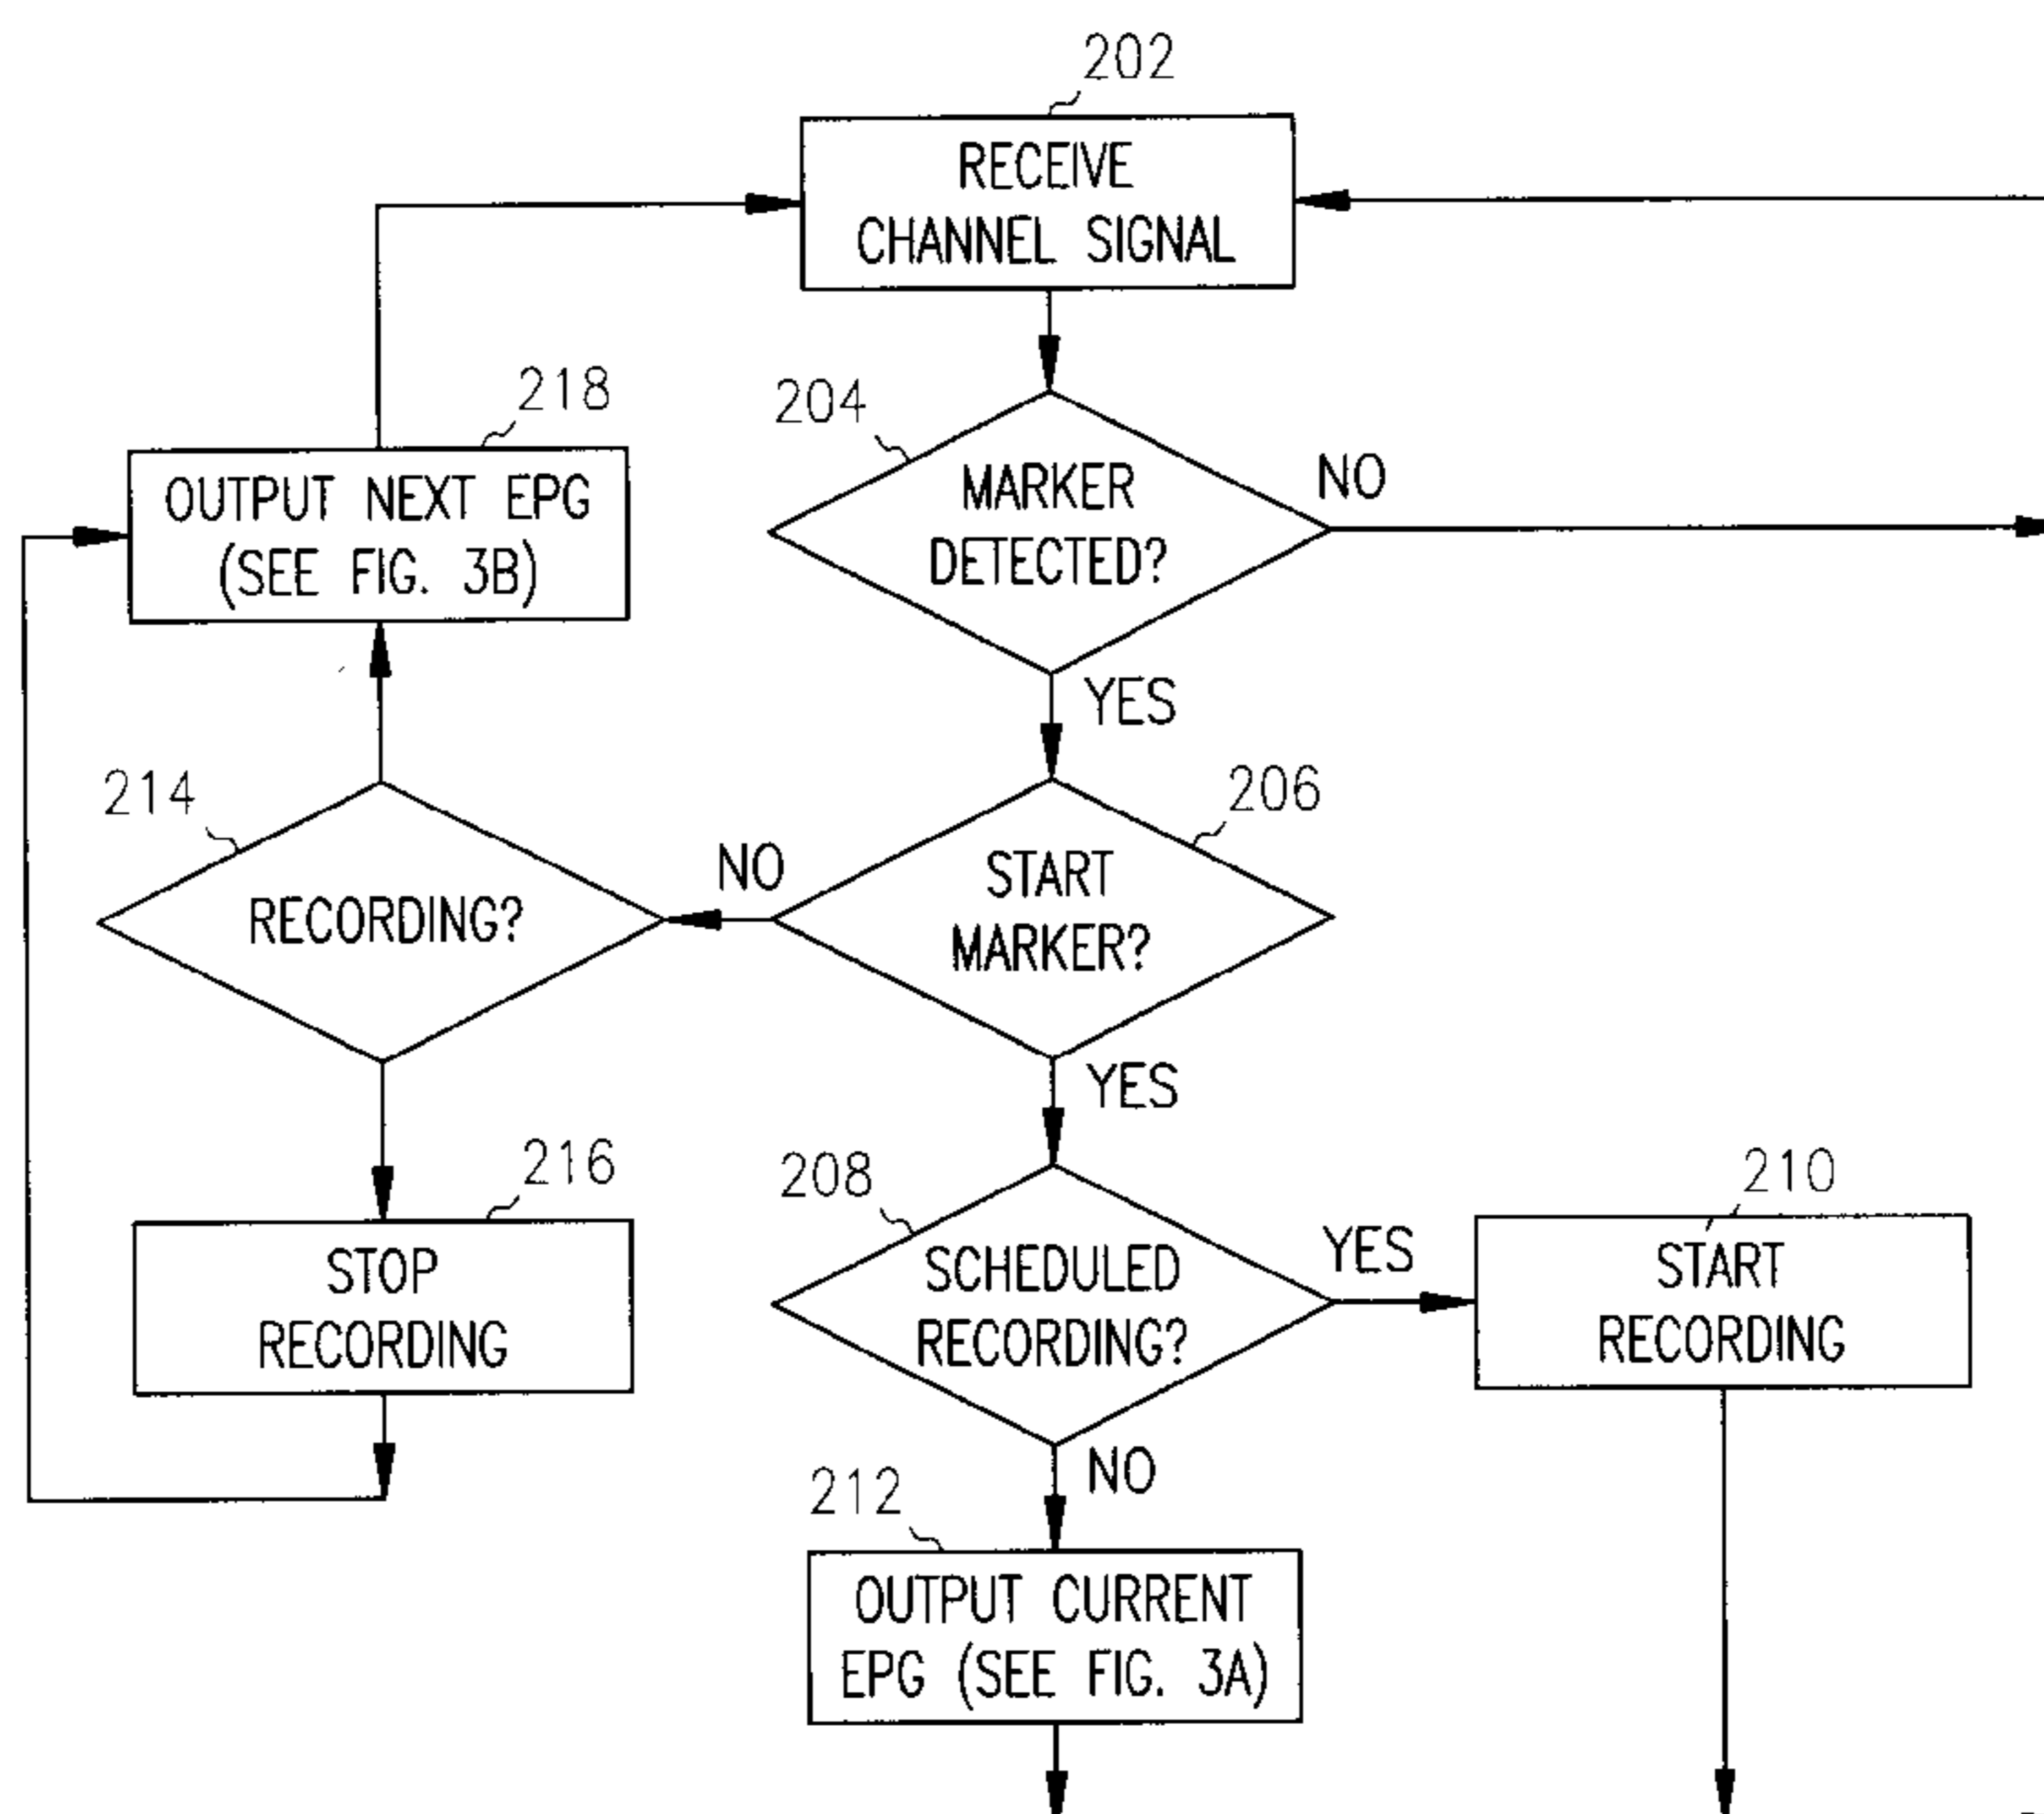 202
RECEIVE
CHANNEL SIGNAL
218
OUTPUT NEXT EPG
(SEE FIG. 3B)
204
MARKER
DETECTED?
NO
YES
214
RECORDING?
NO
206
START
MARKER?
YES
216
STOP
RECORDING
208
SCHEDULED
RECORDING?
YES
210
START
RECORDING
NO
212
OUTPUT CURRENT
EPG (SEE FIG. 3A)